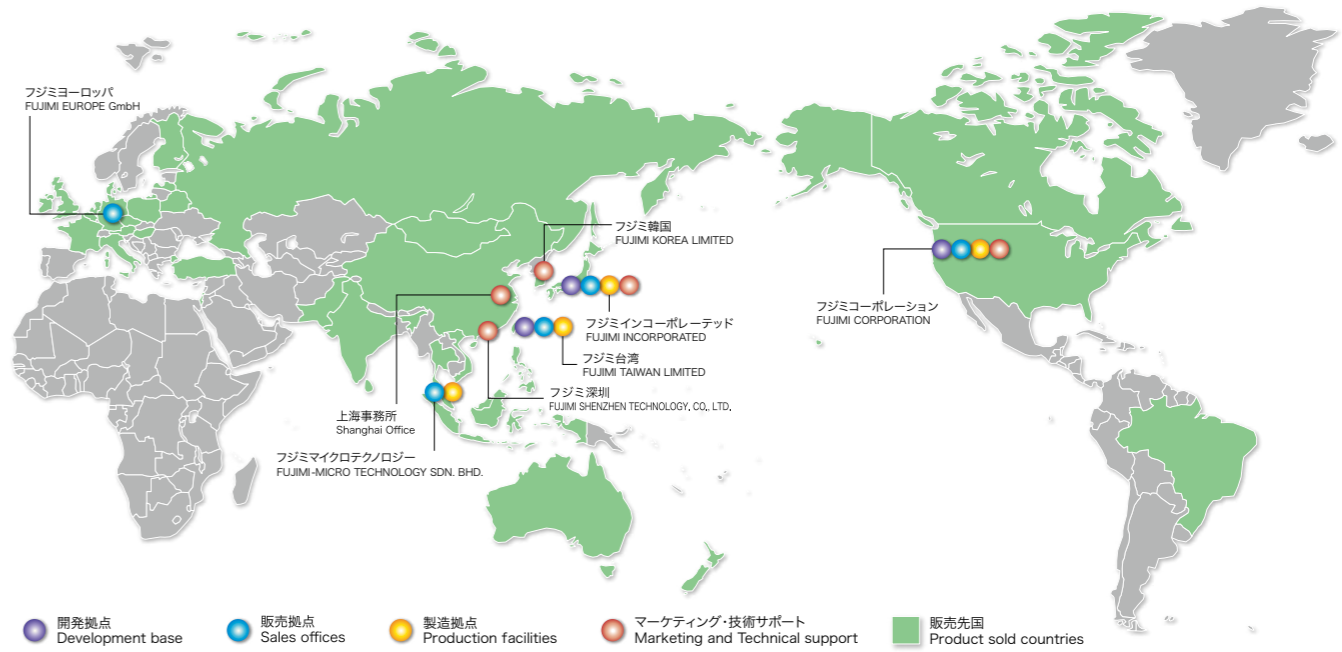 フジミヨーロッパ
FUJIMI EUROPE GmbH
フジミ韓国
FUJIMI KOREA LIMITED
フジミコーポレーション
FUJIMI CORPORATION
フジミインコーポレーテッド
FUJIMI INCORPORATED
フジミ台湾
FUJIMI TAIWAN LIMITED
フジミ深圳
FUJIMI SHENZHEN TECHNOLOGY. CO,. LTD.
上海事務所
Shanghai Office
フジミマイクロテクノロジー
FUJIMI-MICRO TECHNOLOGY SDN. BHD.
開発拠点
Development base
販売拠点
Sales offices
製造拠点
Production facilities
マーケティング・技術サポート
Marketing and Technical support
販売先国
Product sold countries